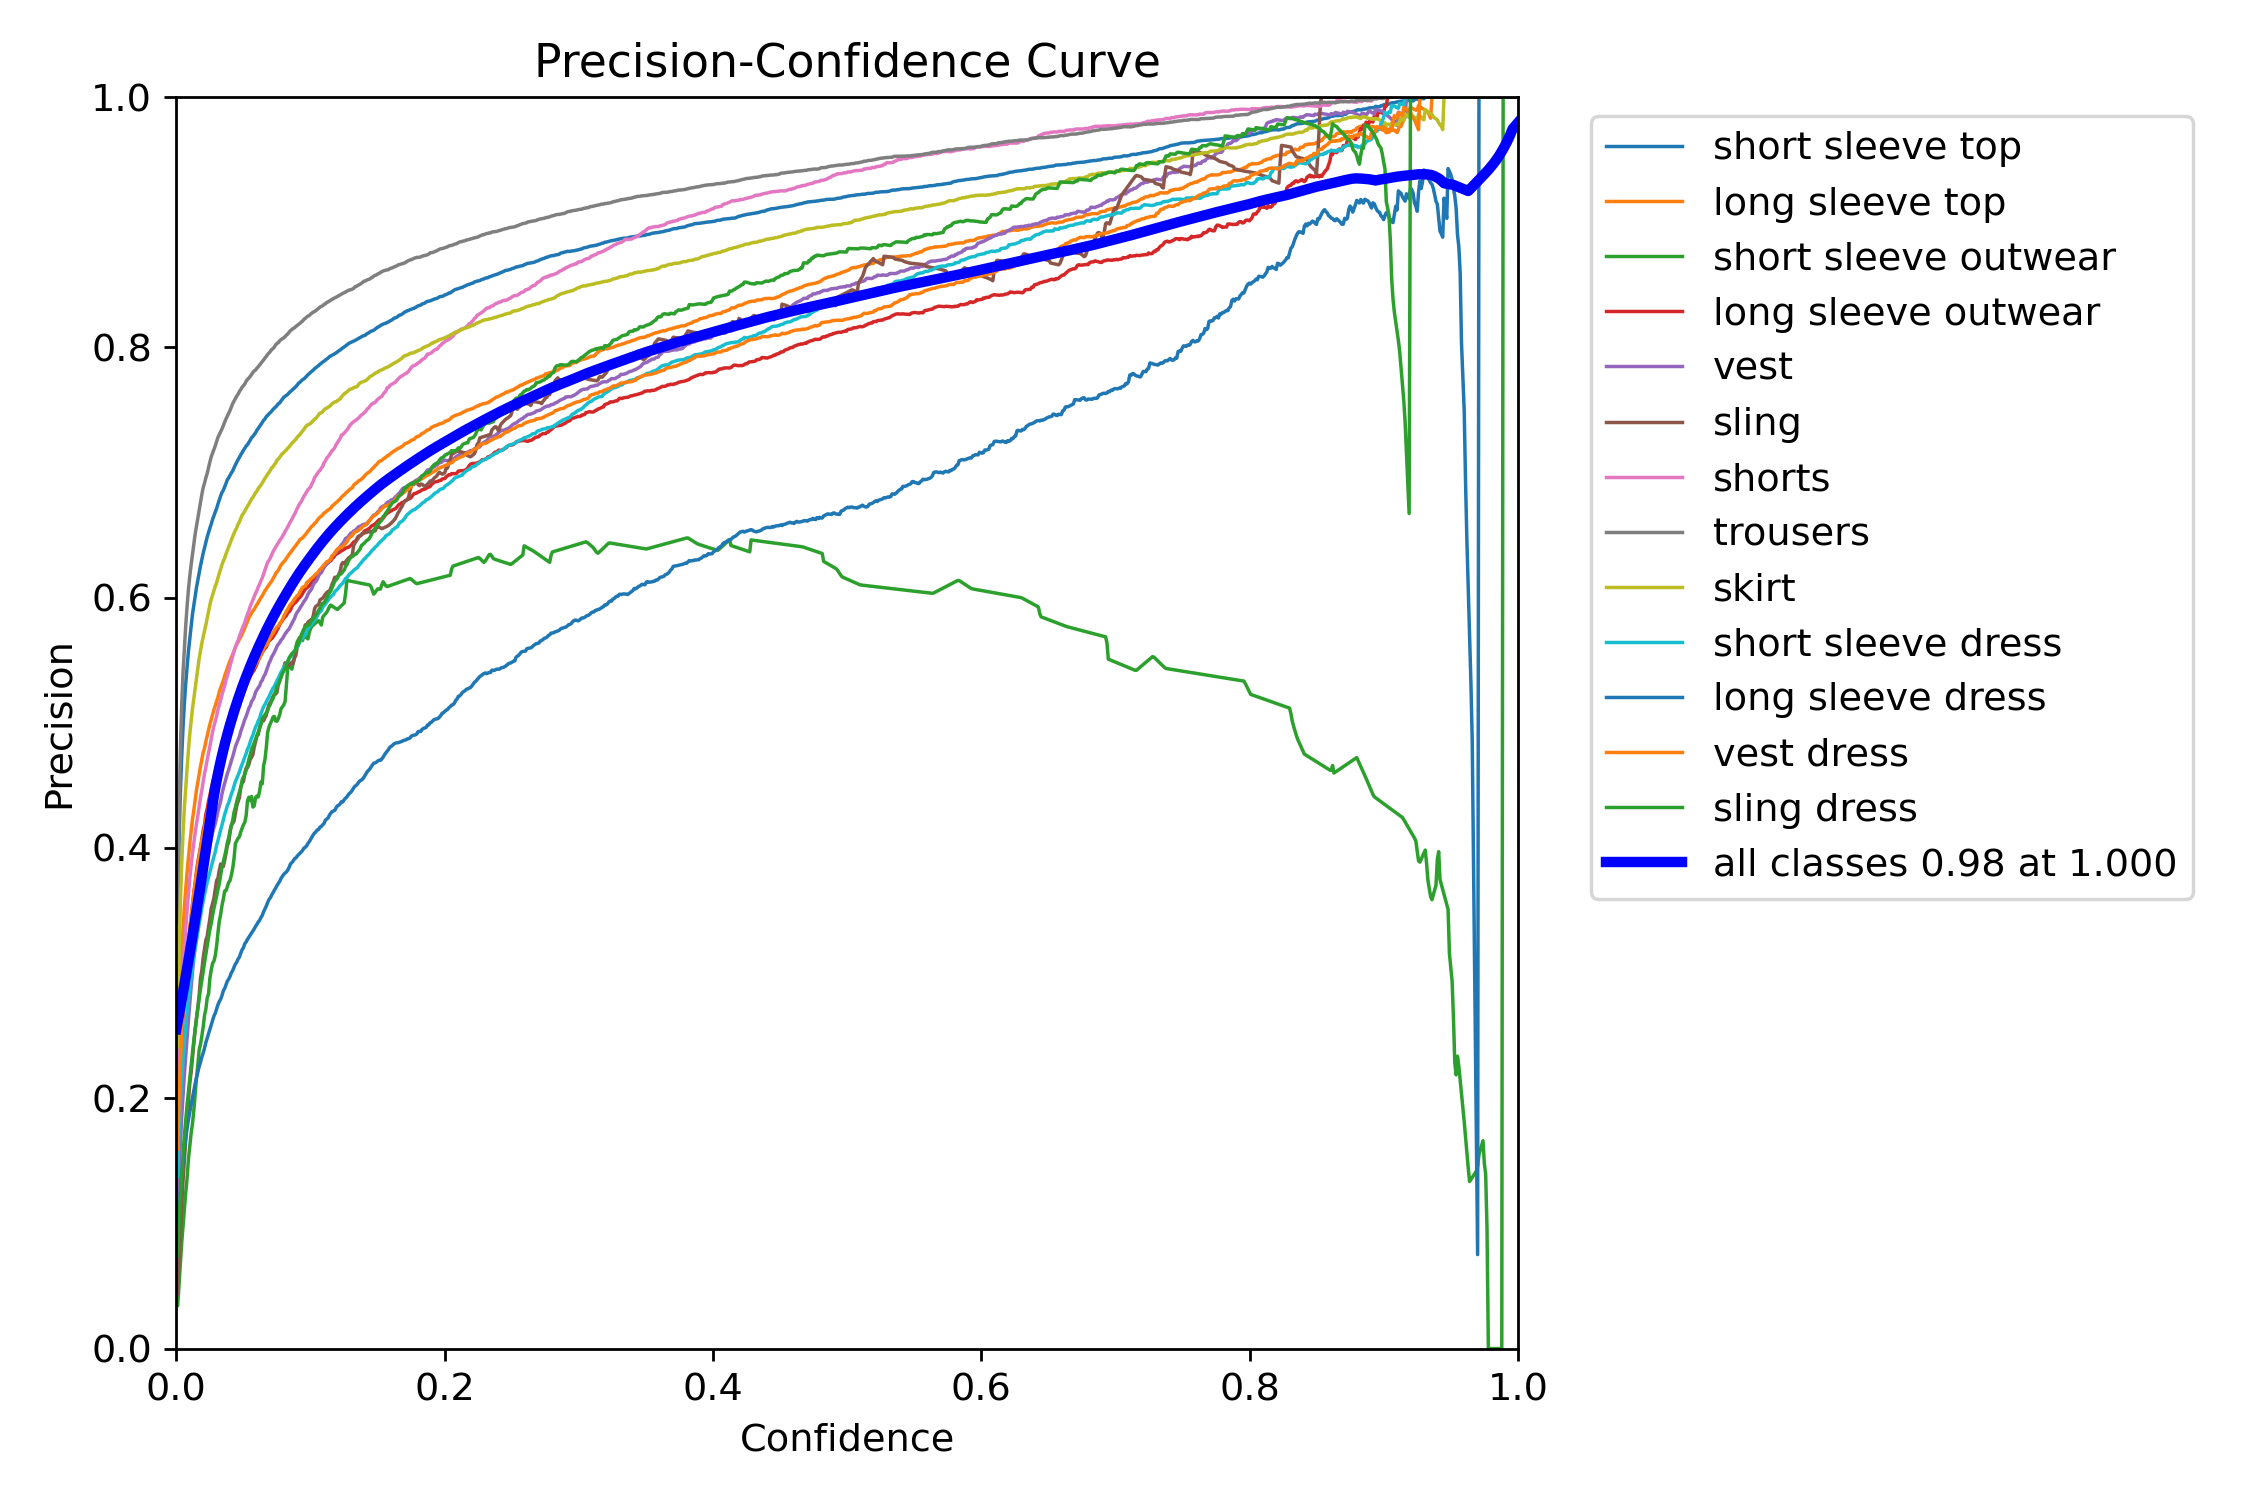 Precision-Confidence Curve
1.0
0.8
0.6
0.4
0.2
0.0
Precision
0.0 0.2 0.4 0.6 0.8 1.0
Confidence
short sleeve top
long sleeve top
short sleeve outwear
long sleeve outwear
vest
sling
shorts
trousers
skirt
short sleeve dress
long sleeve dress
vest dress
sling dress
all classes 0.98 at 1.000